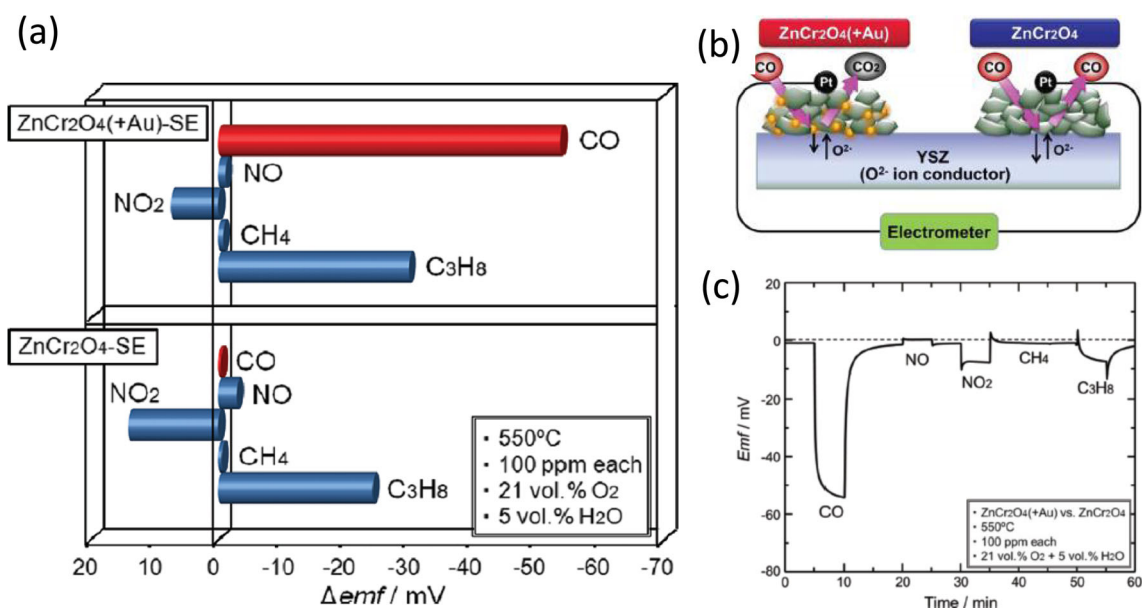 (a)
ZnCr2O4(+Au)-SE
CO
NO
NO2
CH4
C3H8
ZnCr2O4-SE
CO
NO2
NO
CH4
C3H8
· 550ºC
· 100 ppm each
· 21 vol.% O2
· 5 vol.% H2O
20 10 0 -10 -20 -30 -40 -50 -60 -70
Δemf / mV
(b)
ZnCr2O4(+Au) ZnCr2O4
CO Pt CO2 CO Pt CO
O2- O2-
YSZ
(O2- ion conductor)
Electrometer
(c)
20
0
-20
-40
-60
-80
Emf / mV
NO
NO2
CH4
C3H8
CO
· ZnCr2O4(+Au) vs. ZnCr2O4
· 550ºC
· 100 ppm each
· 21 vol.% O2 + 5 vol.% H2O
0 10 20 30 40 50 60
Time / min